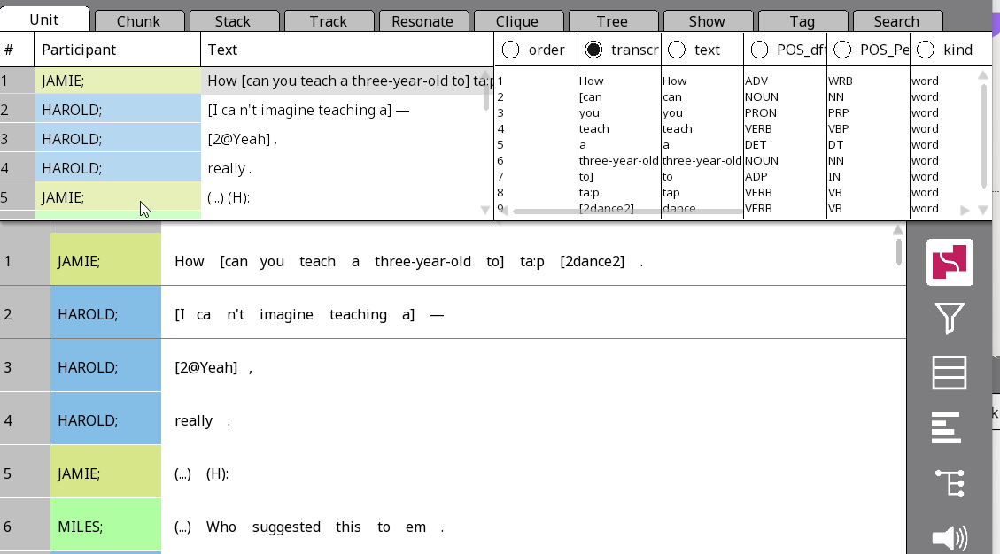 Unit Chunk Stack Track Resonate Clique Tree Show Tag Search
# Participant Text order transcr text POS_dft POS_Pe kind
1 JAMIE; How [can you teach a three-year-old to] ta:p
2 HAROLD; [I ca n't imagine teaching a] —
3 HAROLD; [2@Yeah] ,
4 HAROLD; really .
5 JAMIE; (...) (H):
1 How How ADV WRB word
2 [can can NOUN NN word
3 you you PRON PRP word
4 teach teach VERB VBP word
5 a a DET DT word
6 three-year-old three-year-old NOUN NN word
7 to] to ADP IN word
8 ta:p tap VERB VB word
9 [2dance2] dance VERB VB word
1 JAMIE; How [can you teach a three-year-old to] ta:p [2dance2] .
2 HAROLD; [I ca n't imagine teaching a] —
3 HAROLD; [2@Yeah] ,
4 HAROLD; really .
5 JAMIE; (...) (H):
6 MILES; (...) Who suggested this to em .
k